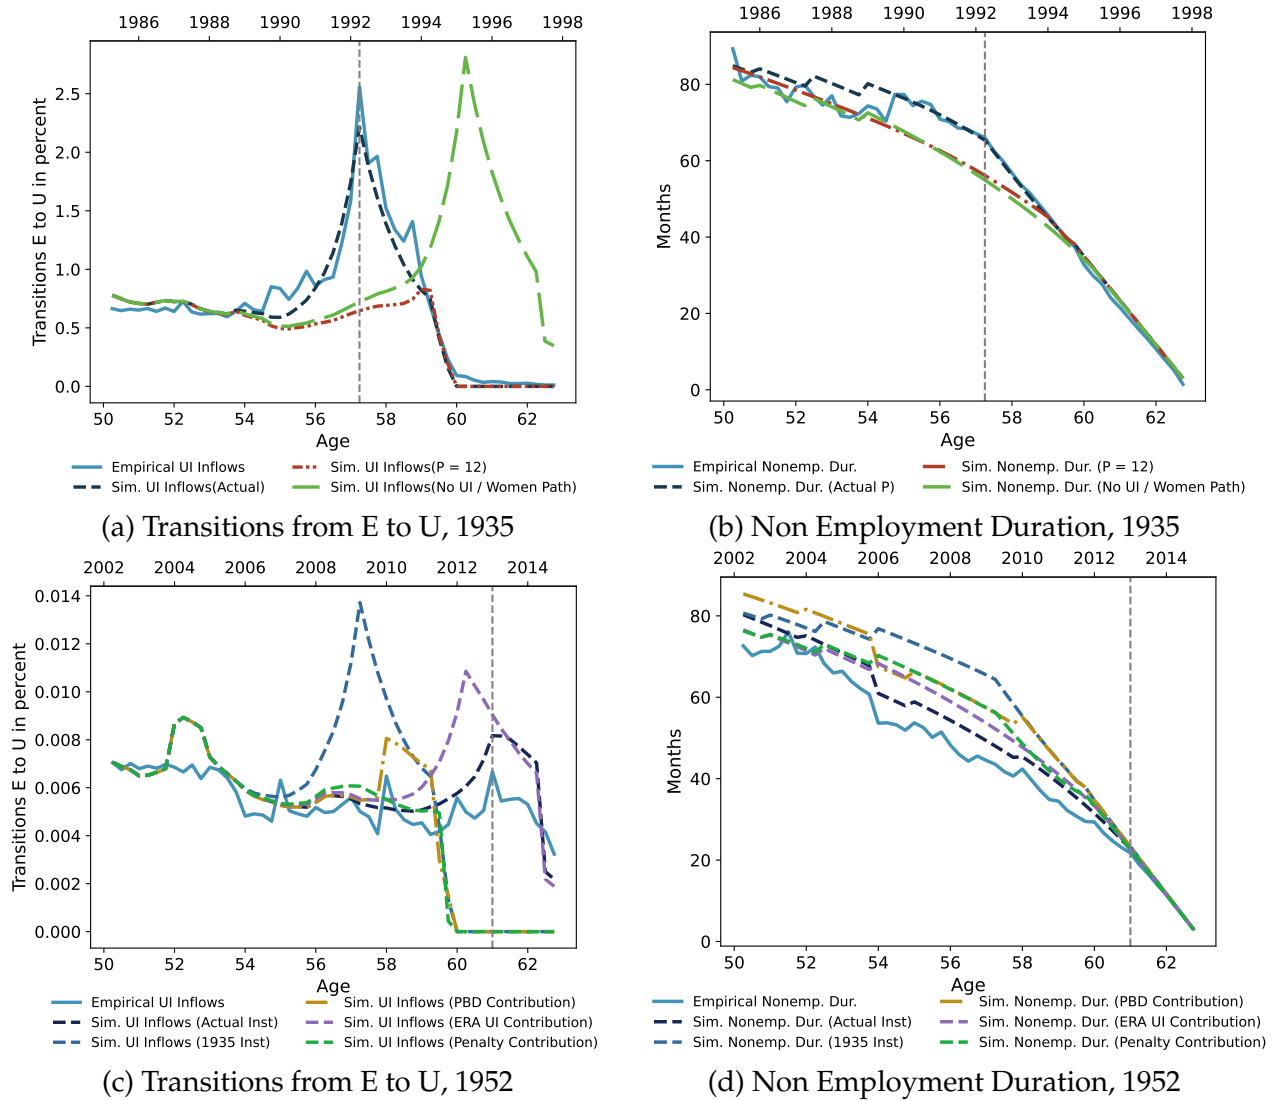 1986 1988 1990 1992 1994 1996 1998
2.5
2.0
1.5
1.0
0.5
0.0
Transitions E to U in percent
50 52 54 56 58 60 62
Age
Empirical UI Inflows
Sim. UI Inflows(Actual)
Sim. UI Inflows(P = 12)
Sim. UI Inflows(No UI / Women Path)
(a) Transitions from E to U, 1935
1986 1988 1990 1992 1994 1996 1998
80
60
40
20
0
Months
50 52 54 56 58 60 62
Age
Empirical Nonemp. Dur.
Sim. Nonemp. Dur. (Actual P)
Sim. Nonemp. Dur. (P = 12)
Sim. Nonemp. Dur. (No UI / Women Path)
(b) Non Employment Duration, 1935
2002 2004 2006 2008 2010 2012 2014
0.014
0.012
0.010
0.008
0.006
0.004
0.002
0.000
Transitions E to U in percent
50 52 54 56 58 60 62
Age
Empirical UI Inflows
Sim. UI Inflows (Actual Inst)
Sim. UI Inflows (1935 Inst)
Sim. UI Inflows (PBD Contribution)
Sim. UI Inflows (ERA UI Contribution)
Sim. UI Inflows (Penalty Contribution)
(c) Transitions from E to U, 1952
2002 2004 2006 2008 2010 2012 2014
80
60
40
20
0
Months
50 52 54 56 58 60 62
Age
Empirical Nonemp. Dur.
Sim. Nonemp. Dur. (Actual Inst)
Sim. Nonemp. Dur. (1935 Inst)
Sim. Nonemp. Dur. (PBD Contribution)
Sim. Nonemp. Dur. (ERA UI Contribution)
Sim. Nonemp. Dur. (Penalty Contribution)
(d) Non Employment Duration, 1952